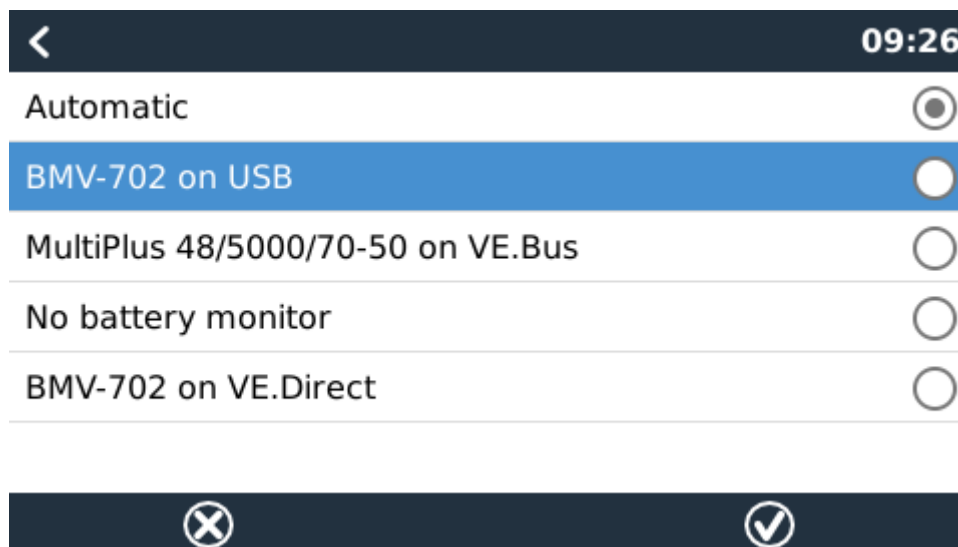 09:26
Automatic
BMV-702 on USB
MultiPlus 48/5000/70-50 on VE.Bus
No battery monitor
BMV-702 on VE.Direct